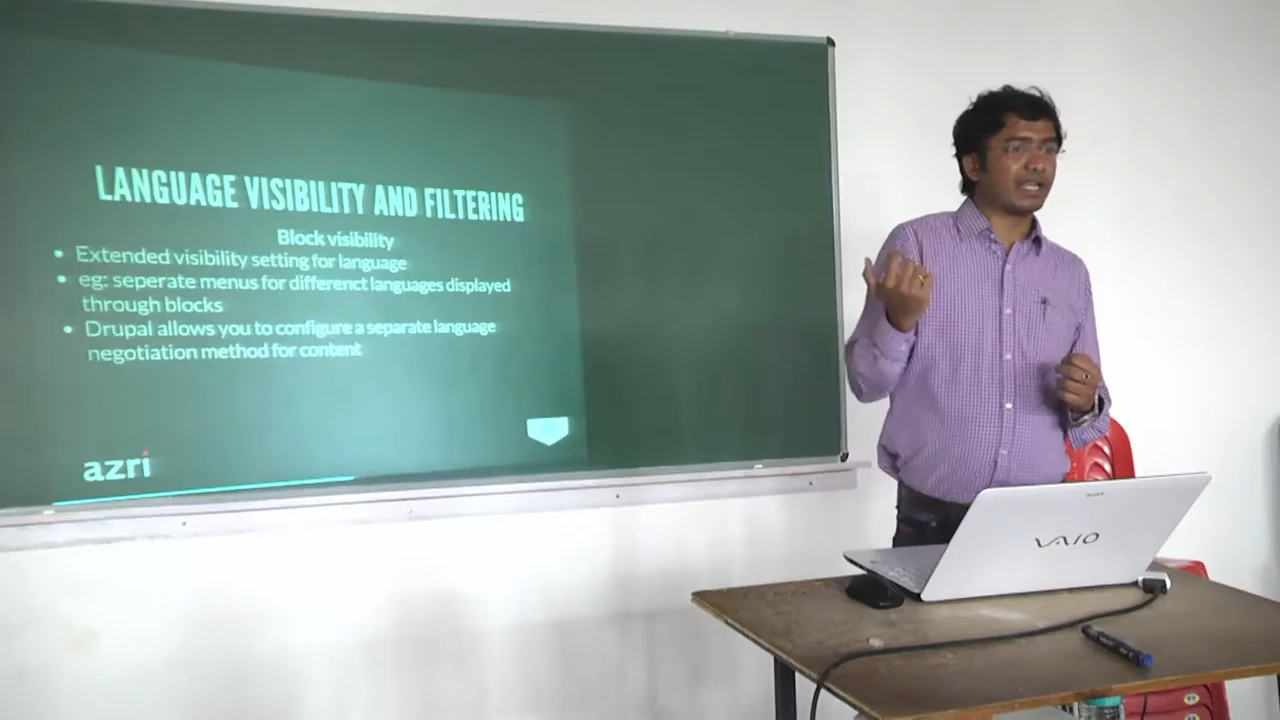 LANGUAGE VISIBILITY AND FILTERING
Block visibility
• Extended visibility setting for language
• eg: seperate menus for differenct languages displayed
through blocks
• Drupal allows you to configure a separate language
negotiation method for content
azri
VAIO